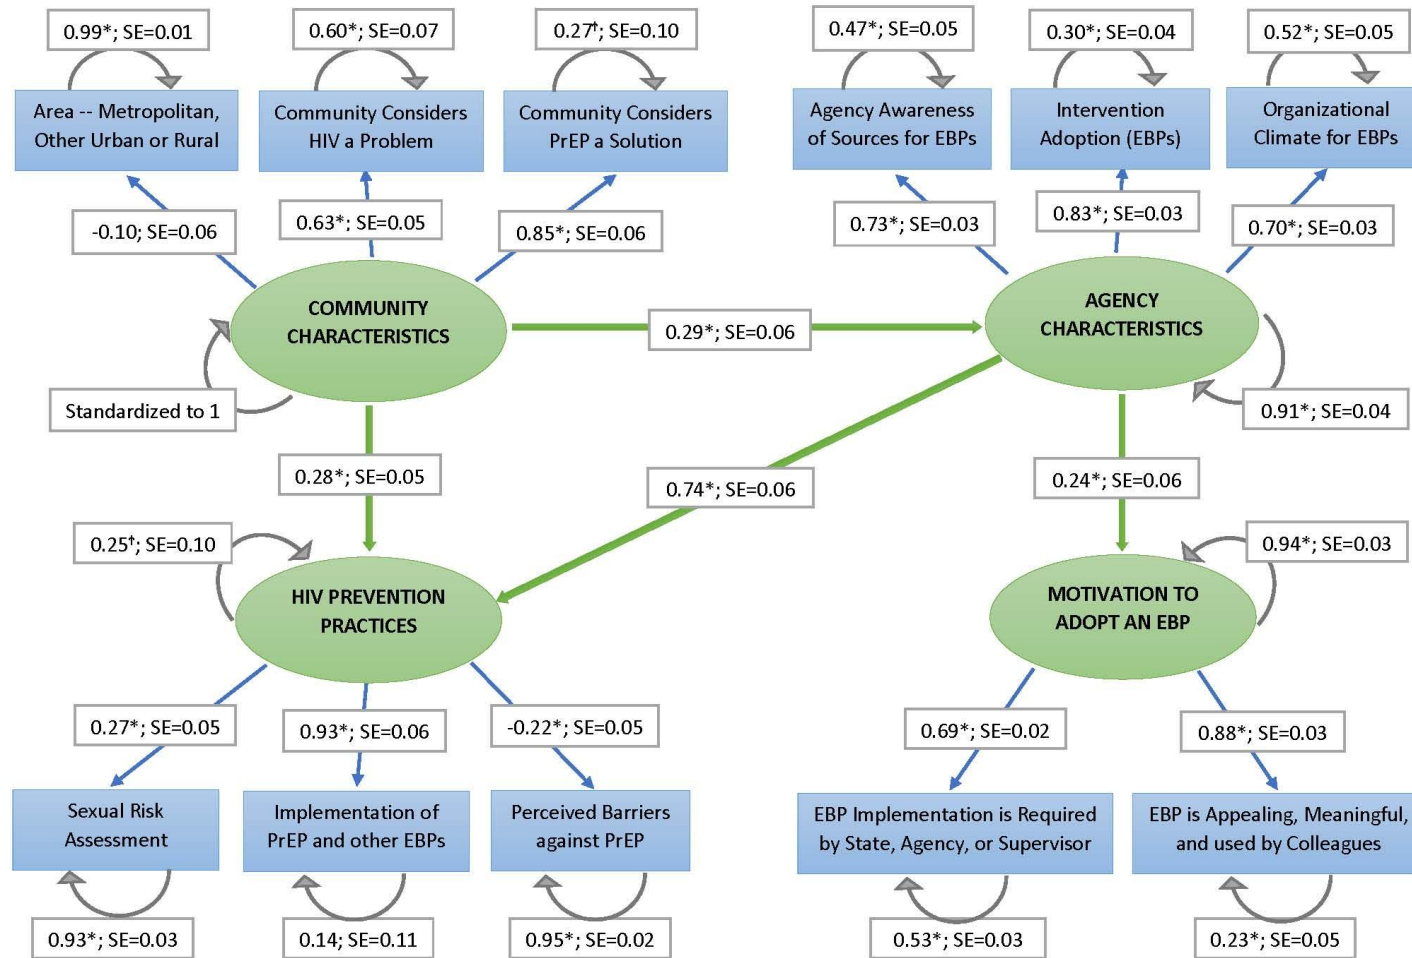 0.99*; SE=0.01
0.60*; SE=0.07
0.27†; SE=0.10
0.47*; SE=0.05
0.30*; SE=0.04
0.52*; SE=0.05
Area -- Metropolitan,
Other Urban or Rural
Community Considers
HIV a Problem
Community Considers
PrEP a Solution
Agency Awareness
of Sources for EBPs
Intervention
Adoption (EBPs)
Organizational
Climate for EBPs
-0.10; SE=0.06
0.63*; SE=0.05
0.85*; SE=0.06
0.73*; SE=0.03
0.83*; SE=0.03
0.70*; SE=0.03
COMMUNITY
CHARACTERISTICS
0.29*; SE=0.06
AGENCY
CHARACTERISTICS
Standardized to 1
0.91*; SE=0.04
0.28*; SE=0.05
0.74*; SE=0.06
0.24*; SE=0.06
0.25†; SE=0.10
0.94*; SE=0.03
HIV PREVENTION
PRACTICES
MOTIVATION TO
ADOPT AN EBP
0.27*; SE=0.05
0.93*; SE=0.06
-0.22*; SE=0.05
0.69*; SE=0.02
0.88*; SE=0.03
Sexual Risk
Assessment
Implementation of
PrEP and other EBPs
Perceived Barriers
against PrEP
EBP Implementation is Required
by State, Agency, or Supervisor
EBP is Appealing, Meaningful,
and used by Colleagues
0.93*; SE=0.03
0.14; SE=0.11
0.95*; SE=0.02
0.53*; SE=0.03
0.23*; SE=0.05